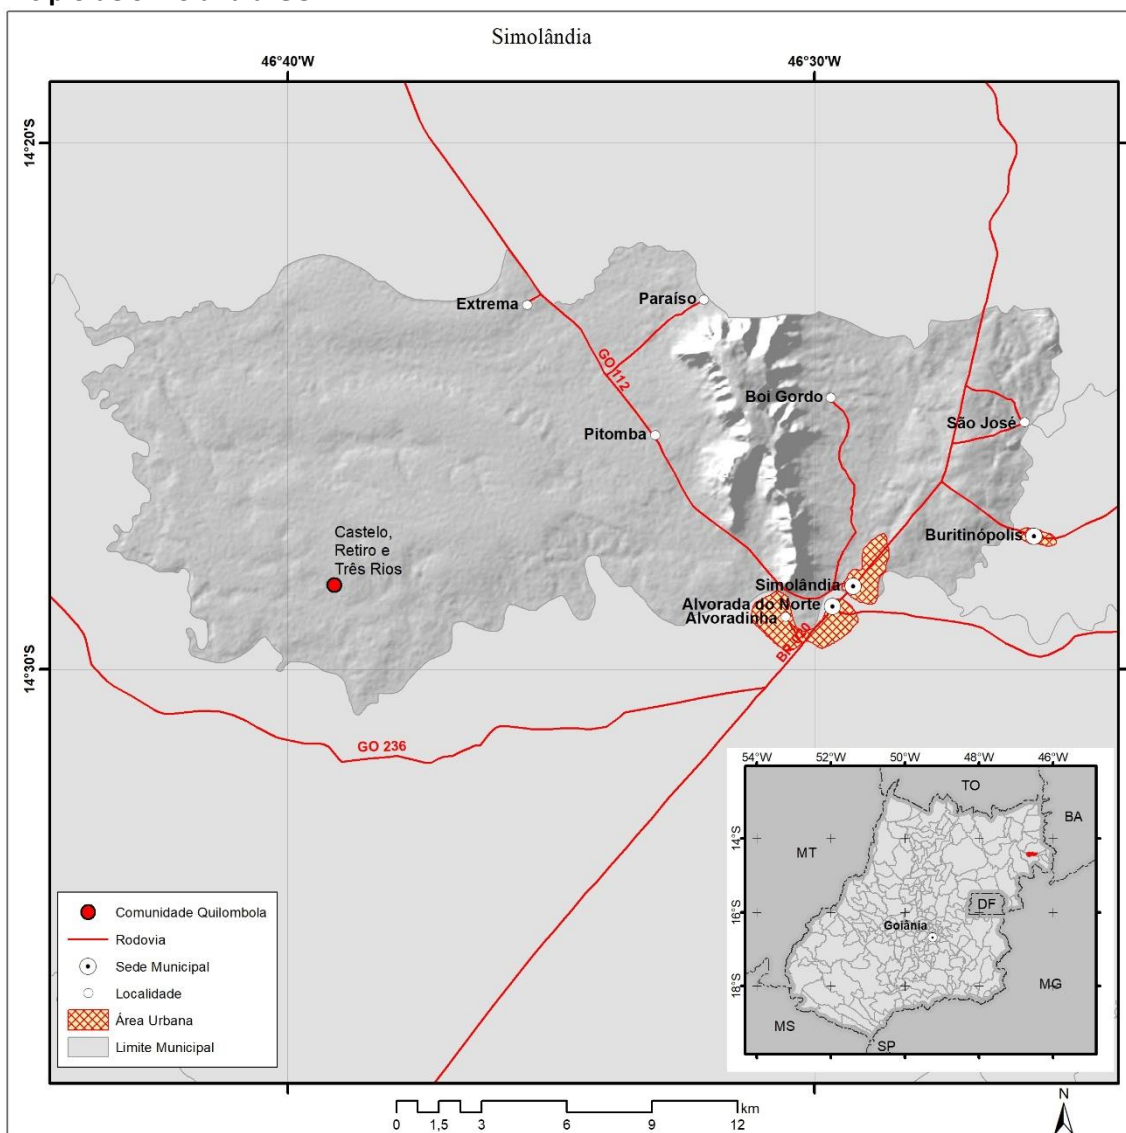 Simolândia
46°40'W
46°30'W
14°20'S
Extrema
Paraíso
GO 112
Boi Gordo
São José
Pitomba
Castelo,
Retiro e
Três Rios
Buritinópolis
Simolândia
Alvorada do Norte
Alvoradinha
14°30'S
GO 236
54°W
52°W
50°W
48°W
46°W
TO
BA
14°S
MT
DF
16°S
Goiânia
18°S
MG
MS
SP
Comunidade Quilombola
Rodovia
Sede Municipal
Localidade
Área Urbana
Limite Municipal
km
0
1,5
3
6
9
12
N